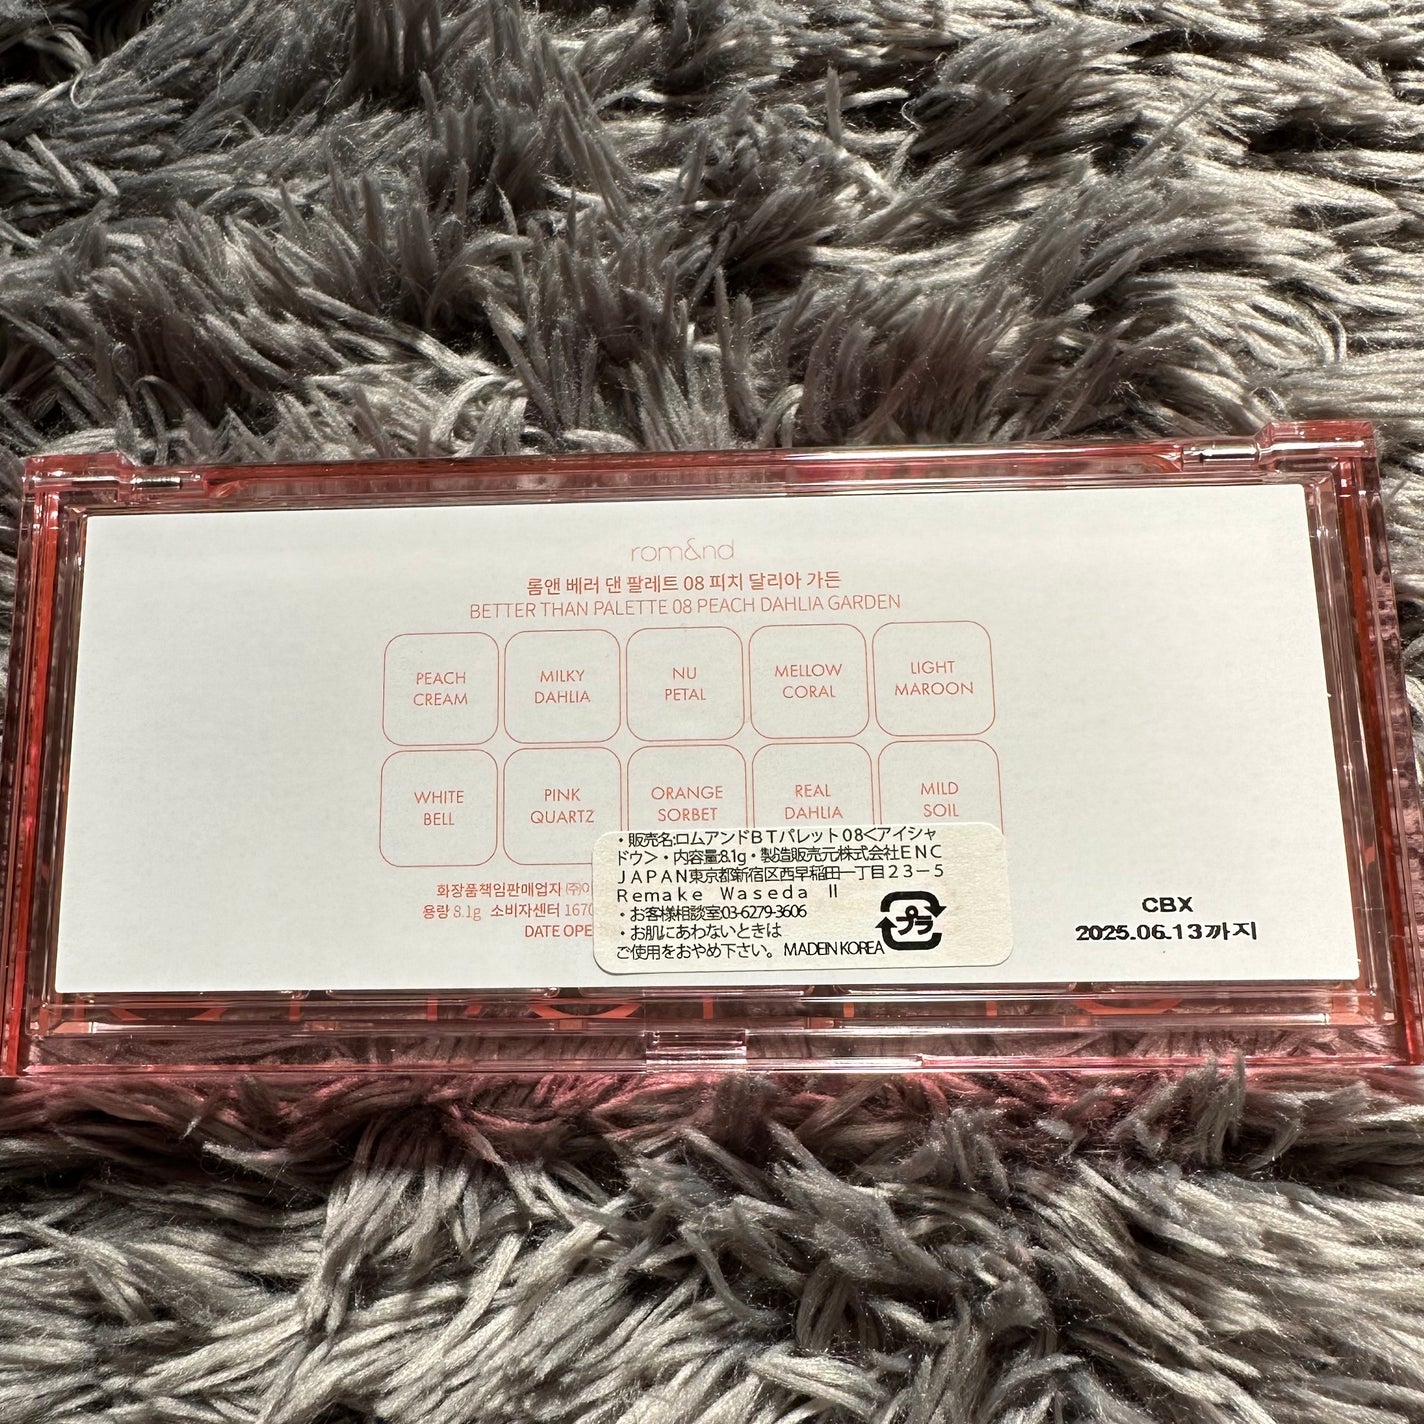 rom&nd
롬앤 베러 댄 팔레트 08 피치 달리아 가든
BETTER THAN PALETTE 08 PEACH DAHLIA GARDEN
PEACH
CREAM
MILKY
DAHLIA
NU
PETAL
MELLOW
CORAL
LIGHT
MAROON
WHITE
BELL
PINK
QUARTZ
ORANGE
SORBET
REAL
DAHLIA
MILD
SOIL
화장품책임판매업자 ㈜아
용량 8.1g 소비자센터 1670
DATE OPE
・販売名:ロムアンドＢＴパレット０８＜アイシャ
ドウ＞・内容量8.1g・製造販売元株式会社ＥＮＣ
ＪＡＰＡＮ東京都新宿区西早稲田一丁目２３－５
Ｒｅｍａｋｅ　Ｗａｓｅｄａ　Ⅱ
・お客様相談室:03-6279-3606
・お肌にあわないときは
ご使用をおやめ下さい。MADEIN KOREA
プラ
CBX
2025.06.13까지